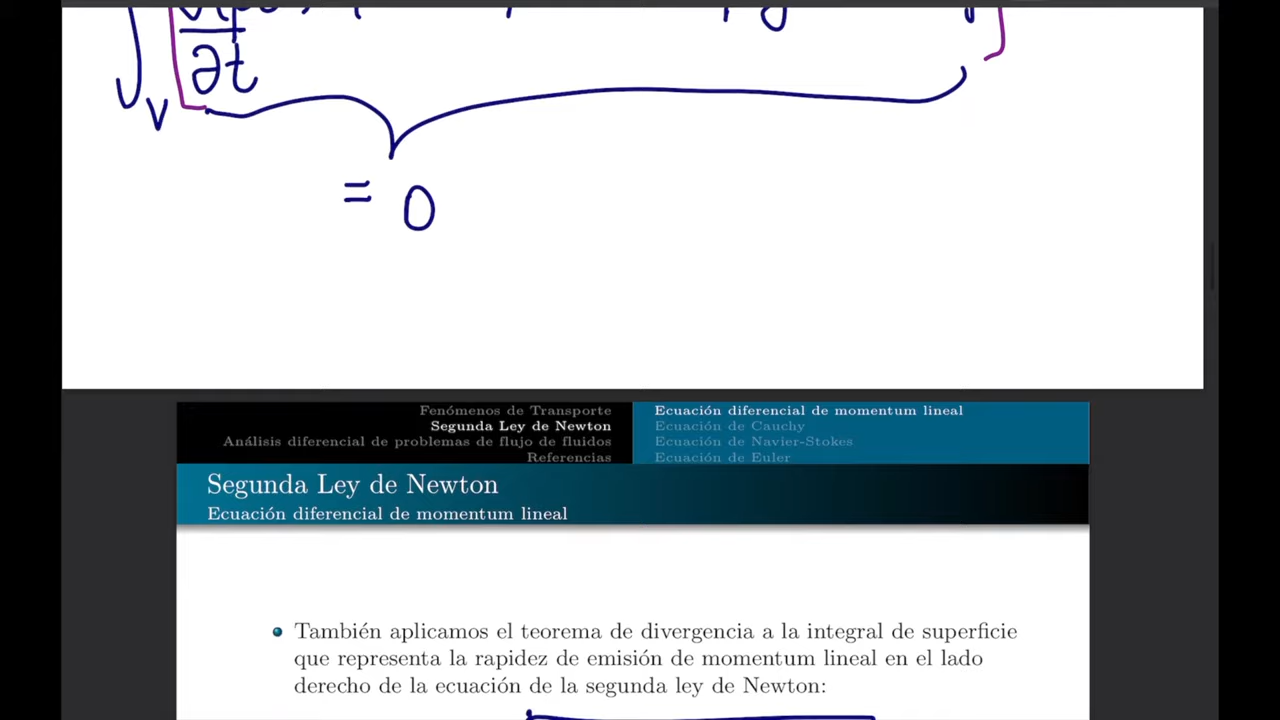 ∂t
V
= 0
Fenómenos de Transporte
Segunda Ley de Newton
Análisis diferencial de problemas de flujo de fluidos
Referencias
Ecuación diferencial de momentum lineal
Ecuación de Cauchy
Ecuación de Navier-Stokes
Ecuación de Euler
Segunda Ley de Newton
Ecuación diferencial de momentum lineal
También aplicamos el teorema de divergencia a la integral de superficie
que representa la rapidez de emisión de momentum lineal en el lado
derecho de la ecuación de la segunda ley de Newton: